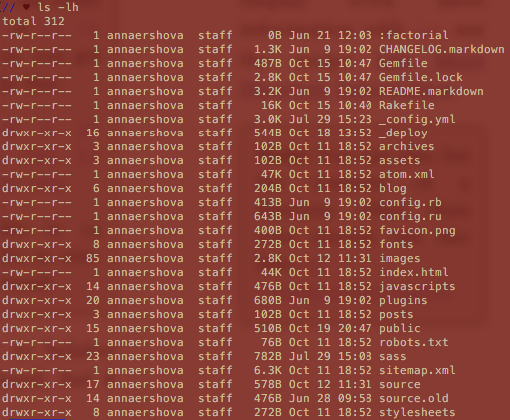 // ♥ ls -lh
total 312
-rw-r--r--   1 annaershova  staff     0B Jun 21 12:03 :factorial
-rw-r--r--   1 annaershova  staff   1.3K Jun  9 19:02 CHANGELOG.markdown
-rw-r--r--   1 annaershova  staff   487B Oct 15 10:47 Gemfile
-rw-r--r--   1 annaershova  staff   2.8K Oct 15 10:47 Gemfile.lock
-rw-r--r--   1 annaershova  staff   3.2K Jun  9 19:02 README.markdown
-rw-r--r--   1 annaershova  staff    16K Oct 15 10:40 Rakefile
-rw-r--r--   1 annaershova  staff   3.0K Jul 29 15:23 _config.yml
drwxr-xr-x  16 annaershova  staff   544B Oct 18 13:52 _deploy
drwxr-xr-x   3 annaershova  staff   102B Oct 11 18:52 archives
drwxr-xr-x   3 annaershova  staff   102B Oct 11 18:52 assets
-rw-r--r--   1 annaershova  staff    47K Oct 11 18:52 atom.xml
drwxr-xr-x   6 annaershova  staff   204B Oct 11 18:52 blog
-rw-r--r--   1 annaershova  staff   413B Jun  9 19:02 config.rb
-rw-r--r--   1 annaershova  staff   643B Jun  9 19:02 config.ru
-rw-r--r--   1 annaershova  staff   400B Oct 11 18:52 favicon.png
drwxr-xr-x   8 annaershova  staff   272B Oct 11 18:52 fonts
drwxr-xr-x  85 annaershova  staff   2.8K Oct 12 11:31 images
-rw-r--r--   1 annaershova  staff    44K Oct 11 18:52 index.html
drwxr-xr-x  14 annaershova  staff   476B Oct 11 18:52 javascripts
drwxr-xr-x  20 annaershova  staff   680B Jun  9 19:02 plugins
drwxr-xr-x   3 annaershova  staff   102B Oct 11 18:52 posts
drwxr-xr-x  15 annaershova  staff   510B Oct 19 20:47 public
-rw-r--r--   1 annaershova  staff    76B Oct 11 18:52 robots.txt
drwxr-xr-x  23 annaershova  staff   782B Jul 29 15:08 sass
-rw-r--r--   1 annaershova  staff   6.3K Oct 11 18:52 sitemap.xml
drwxr-xr-x  17 annaershova  staff   578B Oct 12 11:31 source
drwxr-xr-x  14 annaershova  staff   476B Jun 28 09:58 source.old
drwxr-xr-x   8 annaershova  staff   272B Oct 11 18:52 stylesheets